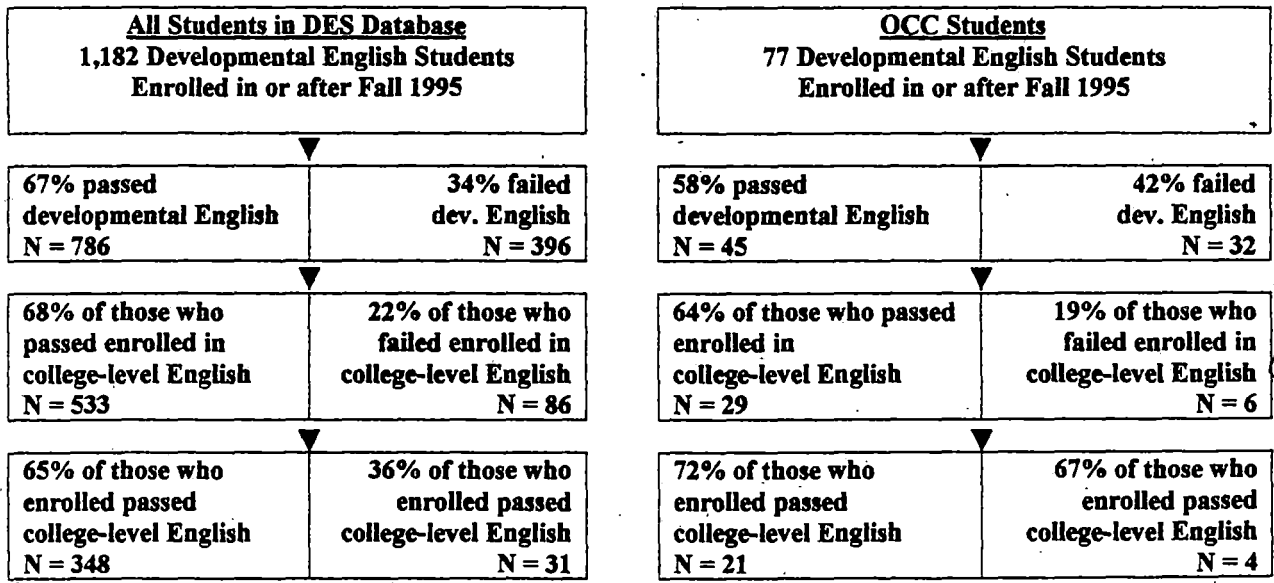 All Students in DES Database
1,182 Developmental English Students
Enrolled in or after Fall 1995
67% passed
developmental English
N = 786
34% failed
dev. English
N = 396
68% of those who
passed enrolled in
college-level English
N = 533
22% of those who
failed enrolled in
college-level English
N = 86
65% of those who
enrolled passed
college-level English
N = 348
36% of those who
enrolled passed
college-level English
N = 31
OCC Students
77 Developmental English Students
Enrolled in or after Fall 1995
58% passed
developmental English
N = 45
42% failed
dev. English
N = 32
64% of those who passed
enrolled in
college-level English
N = 29
19% of those who
failed enrolled in
college-level English
N = 6
72% of those who
enrolled passed
college-level English
N = 21
67% of those who
enrolled passed
college-level English
N = 4